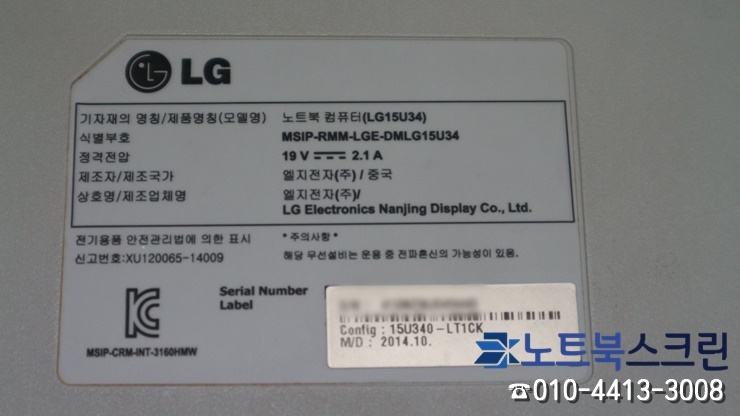 LG
기자재의 명칭/제품명칭(모델명) 노트북 컴퓨터(LG15U34)
식별부호 MSIP-RMM-LGE-DMLG15U34
정격전압 19 V 2.1 A
제조자/제조국가 엘지전자(주) / 중국
상호명/제조업체명 엘지전자(주)/
LG Electronics Nanjing Display Co., Ltd.
전기용품 안전관리법에 의한 표시 * 주의사항 *
신고번호:XU120065-14009 해당 무선설비는 운용 중 전파혼신의 가능성이 있음.
Serial Number
Label
Config : 15U340-LT1CK
M/D : 2014.10.
MSIP-CRM-INT-3160HMW
노트북스크린
☎010-4413-3008